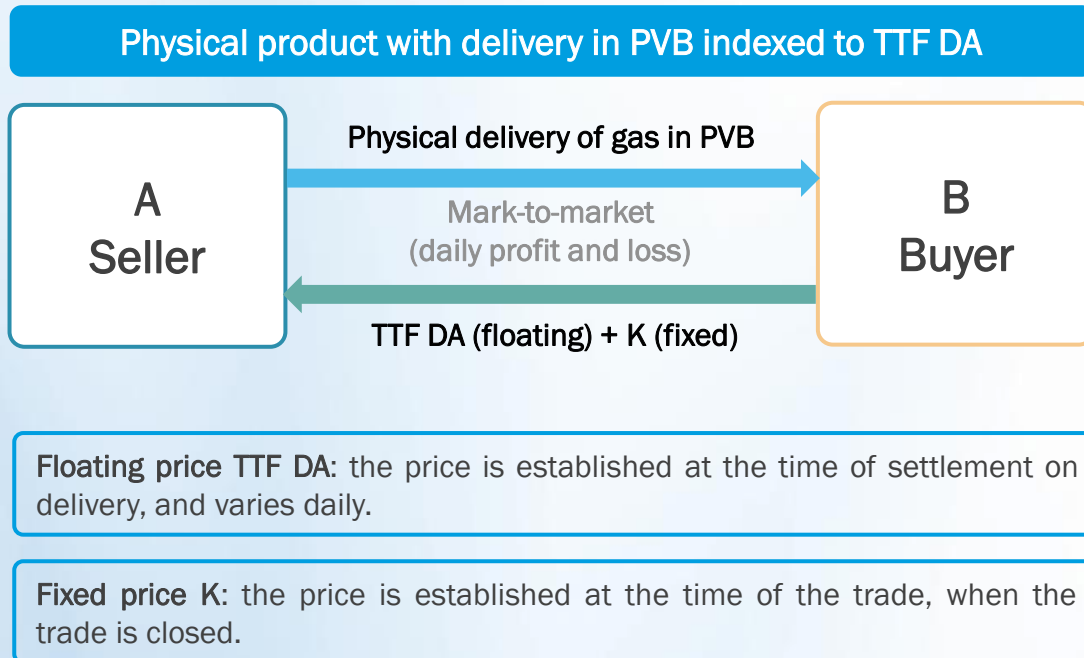 Physical product with delivery in PVB indexed to TTF DA
Physical delivery of gas in PVB
A
Seller
Mark-to-market
(daily profit and loss)
B
Buyer
TTF DA (floating) + K (fixed)
Floating price TTF DA: the price is established at the time of settlement on
delivery, and varies daily.
Fixed price K: the price is established at the time of the trade, when the
trade is closed.